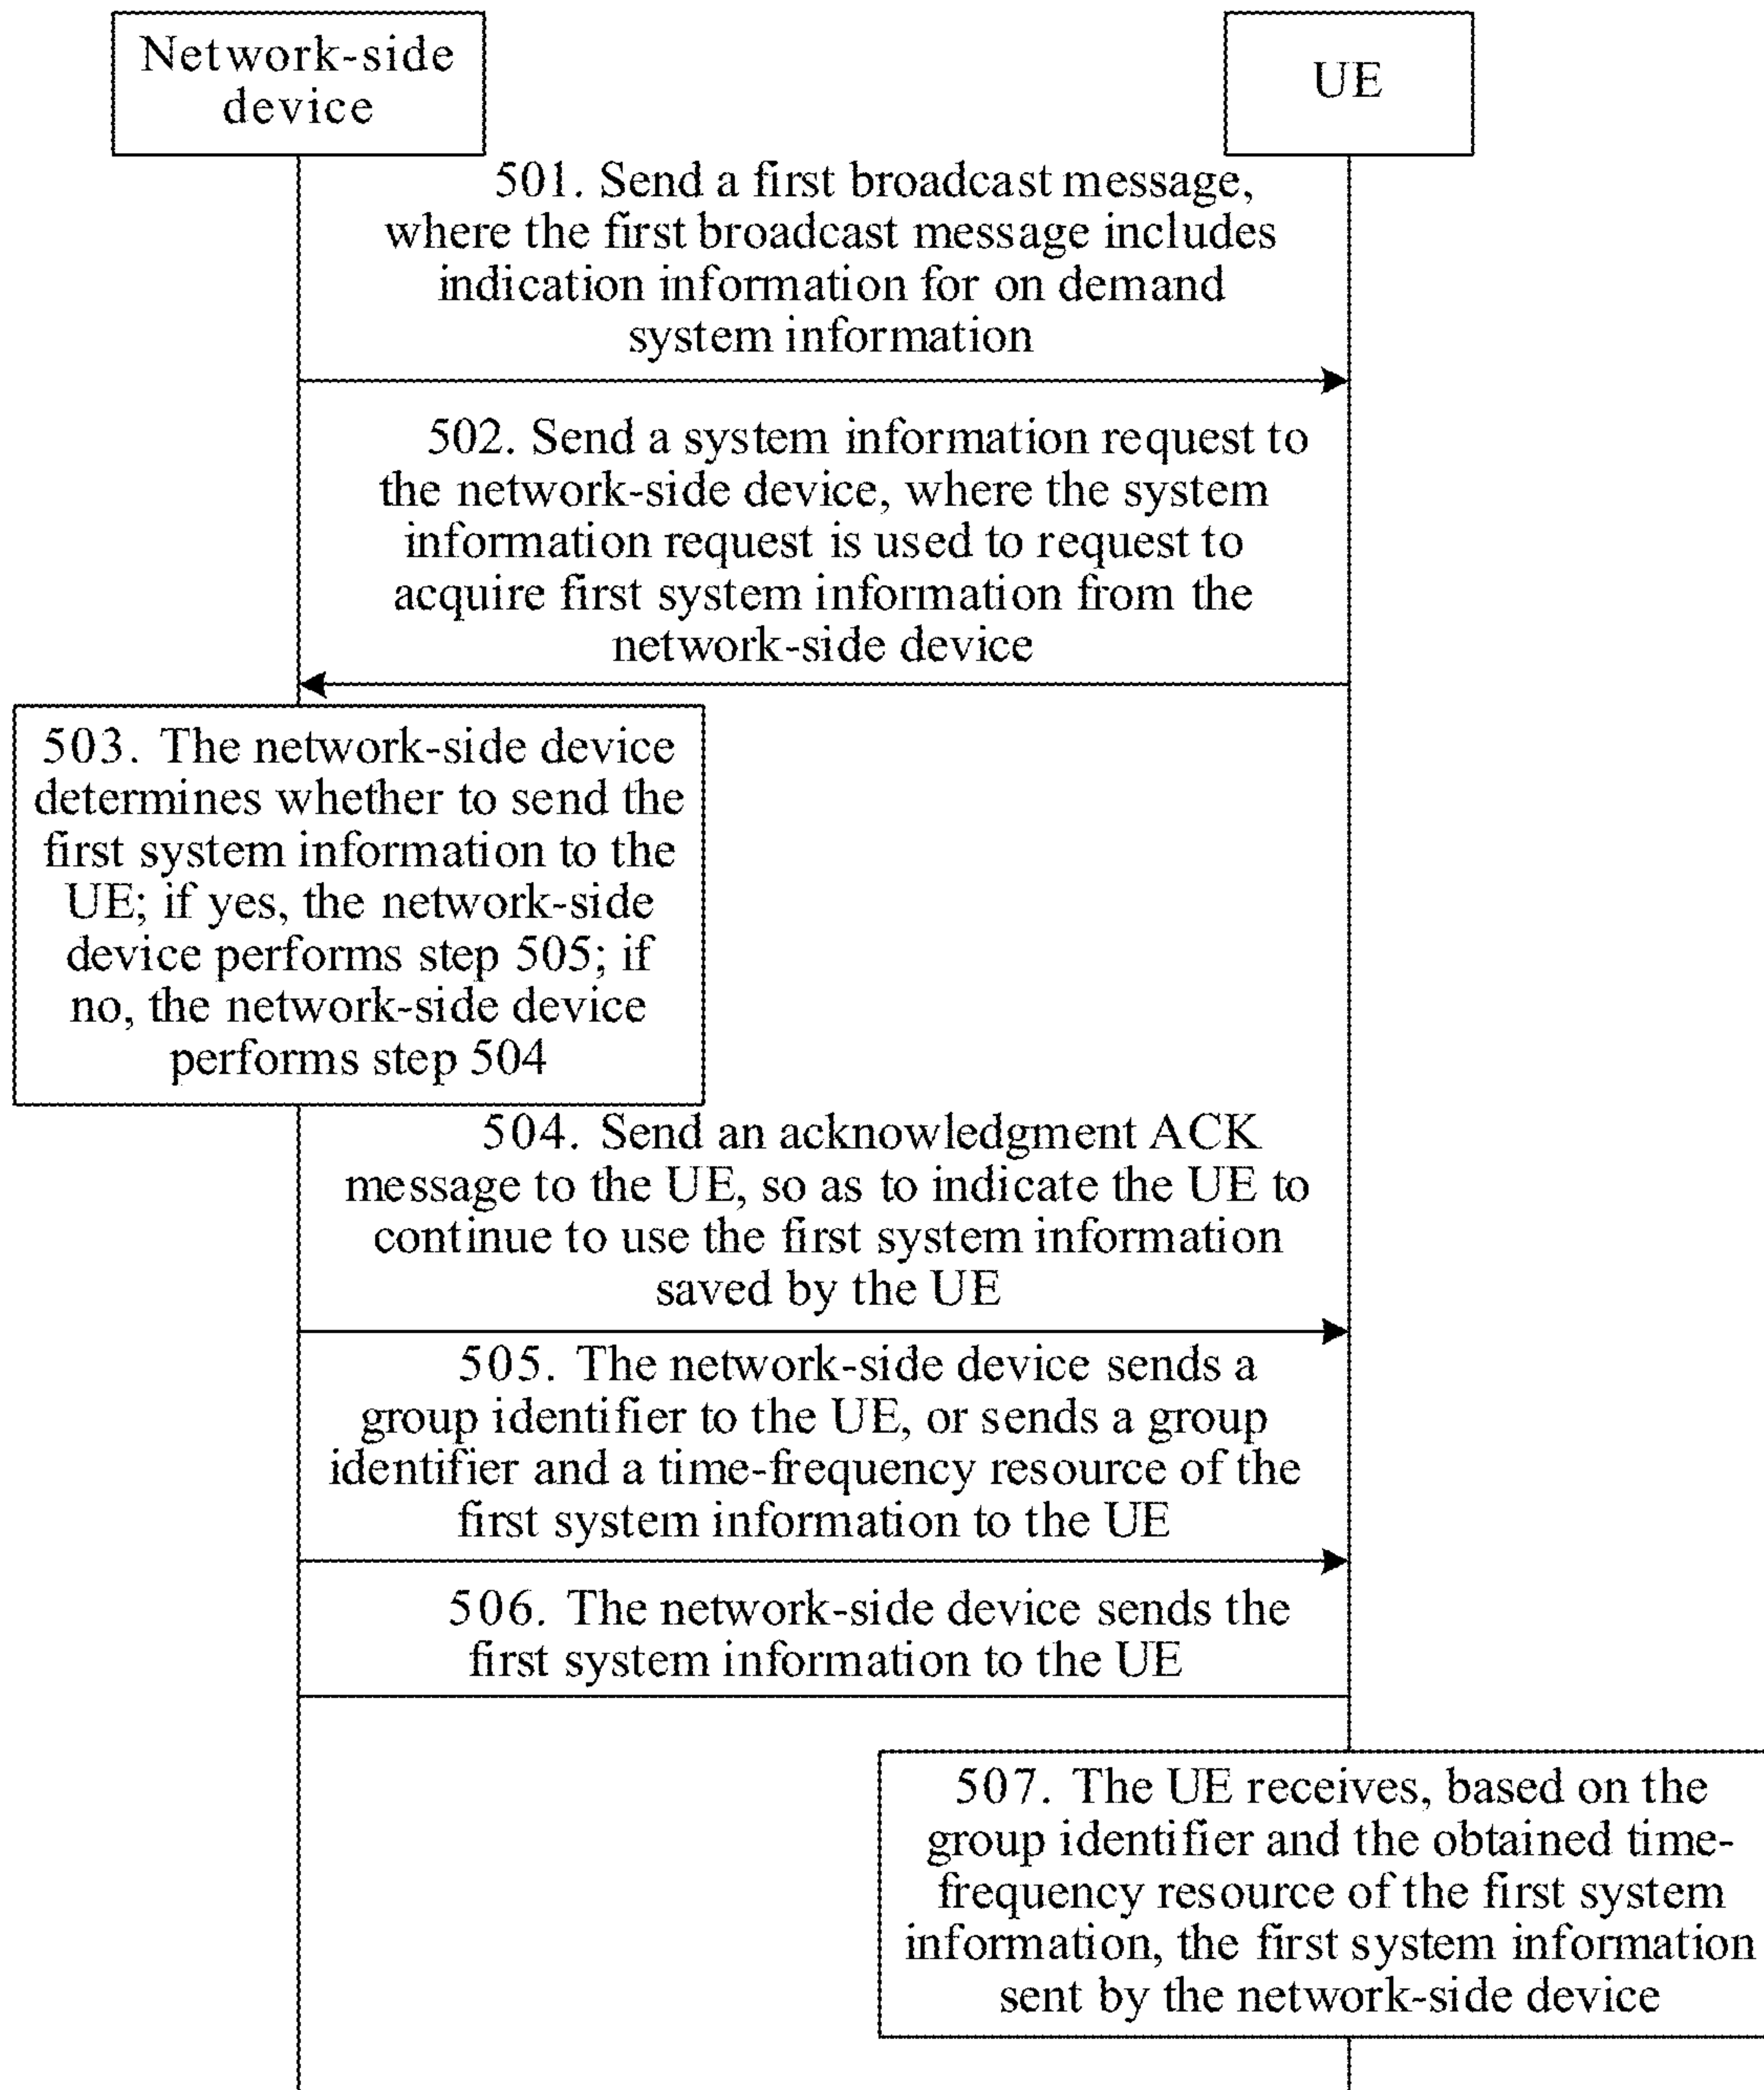 Network-side
device
UE
501. Send a first broadcast message,
where the first broadcast message includes
indication information for on demand
system information
502. Send a system information request to
the network-side device, where the system
information request is used to request to
acquire first system information from the
network-side device
503. The network-side device
determines whether to send the
first system information to the
UE; if yes, the network-side
device performs step 505; if
no, the network-side device
performs step 504
504. Send an acknowledgment ACK
message to the UE, so as to indicate the UE to
continue to use the first system information
saved by the UE
505. The network-side device sends a
group identifier to the UE, or sends a group
identifier and a time-frequency resource of the
first system information to the UE
506. The network-side device sends the
first system information to the UE
507. The UE receives, based on the
group identifier and the obtained time-
frequency resource of the first system
information, the first system information
sent by the network-side device